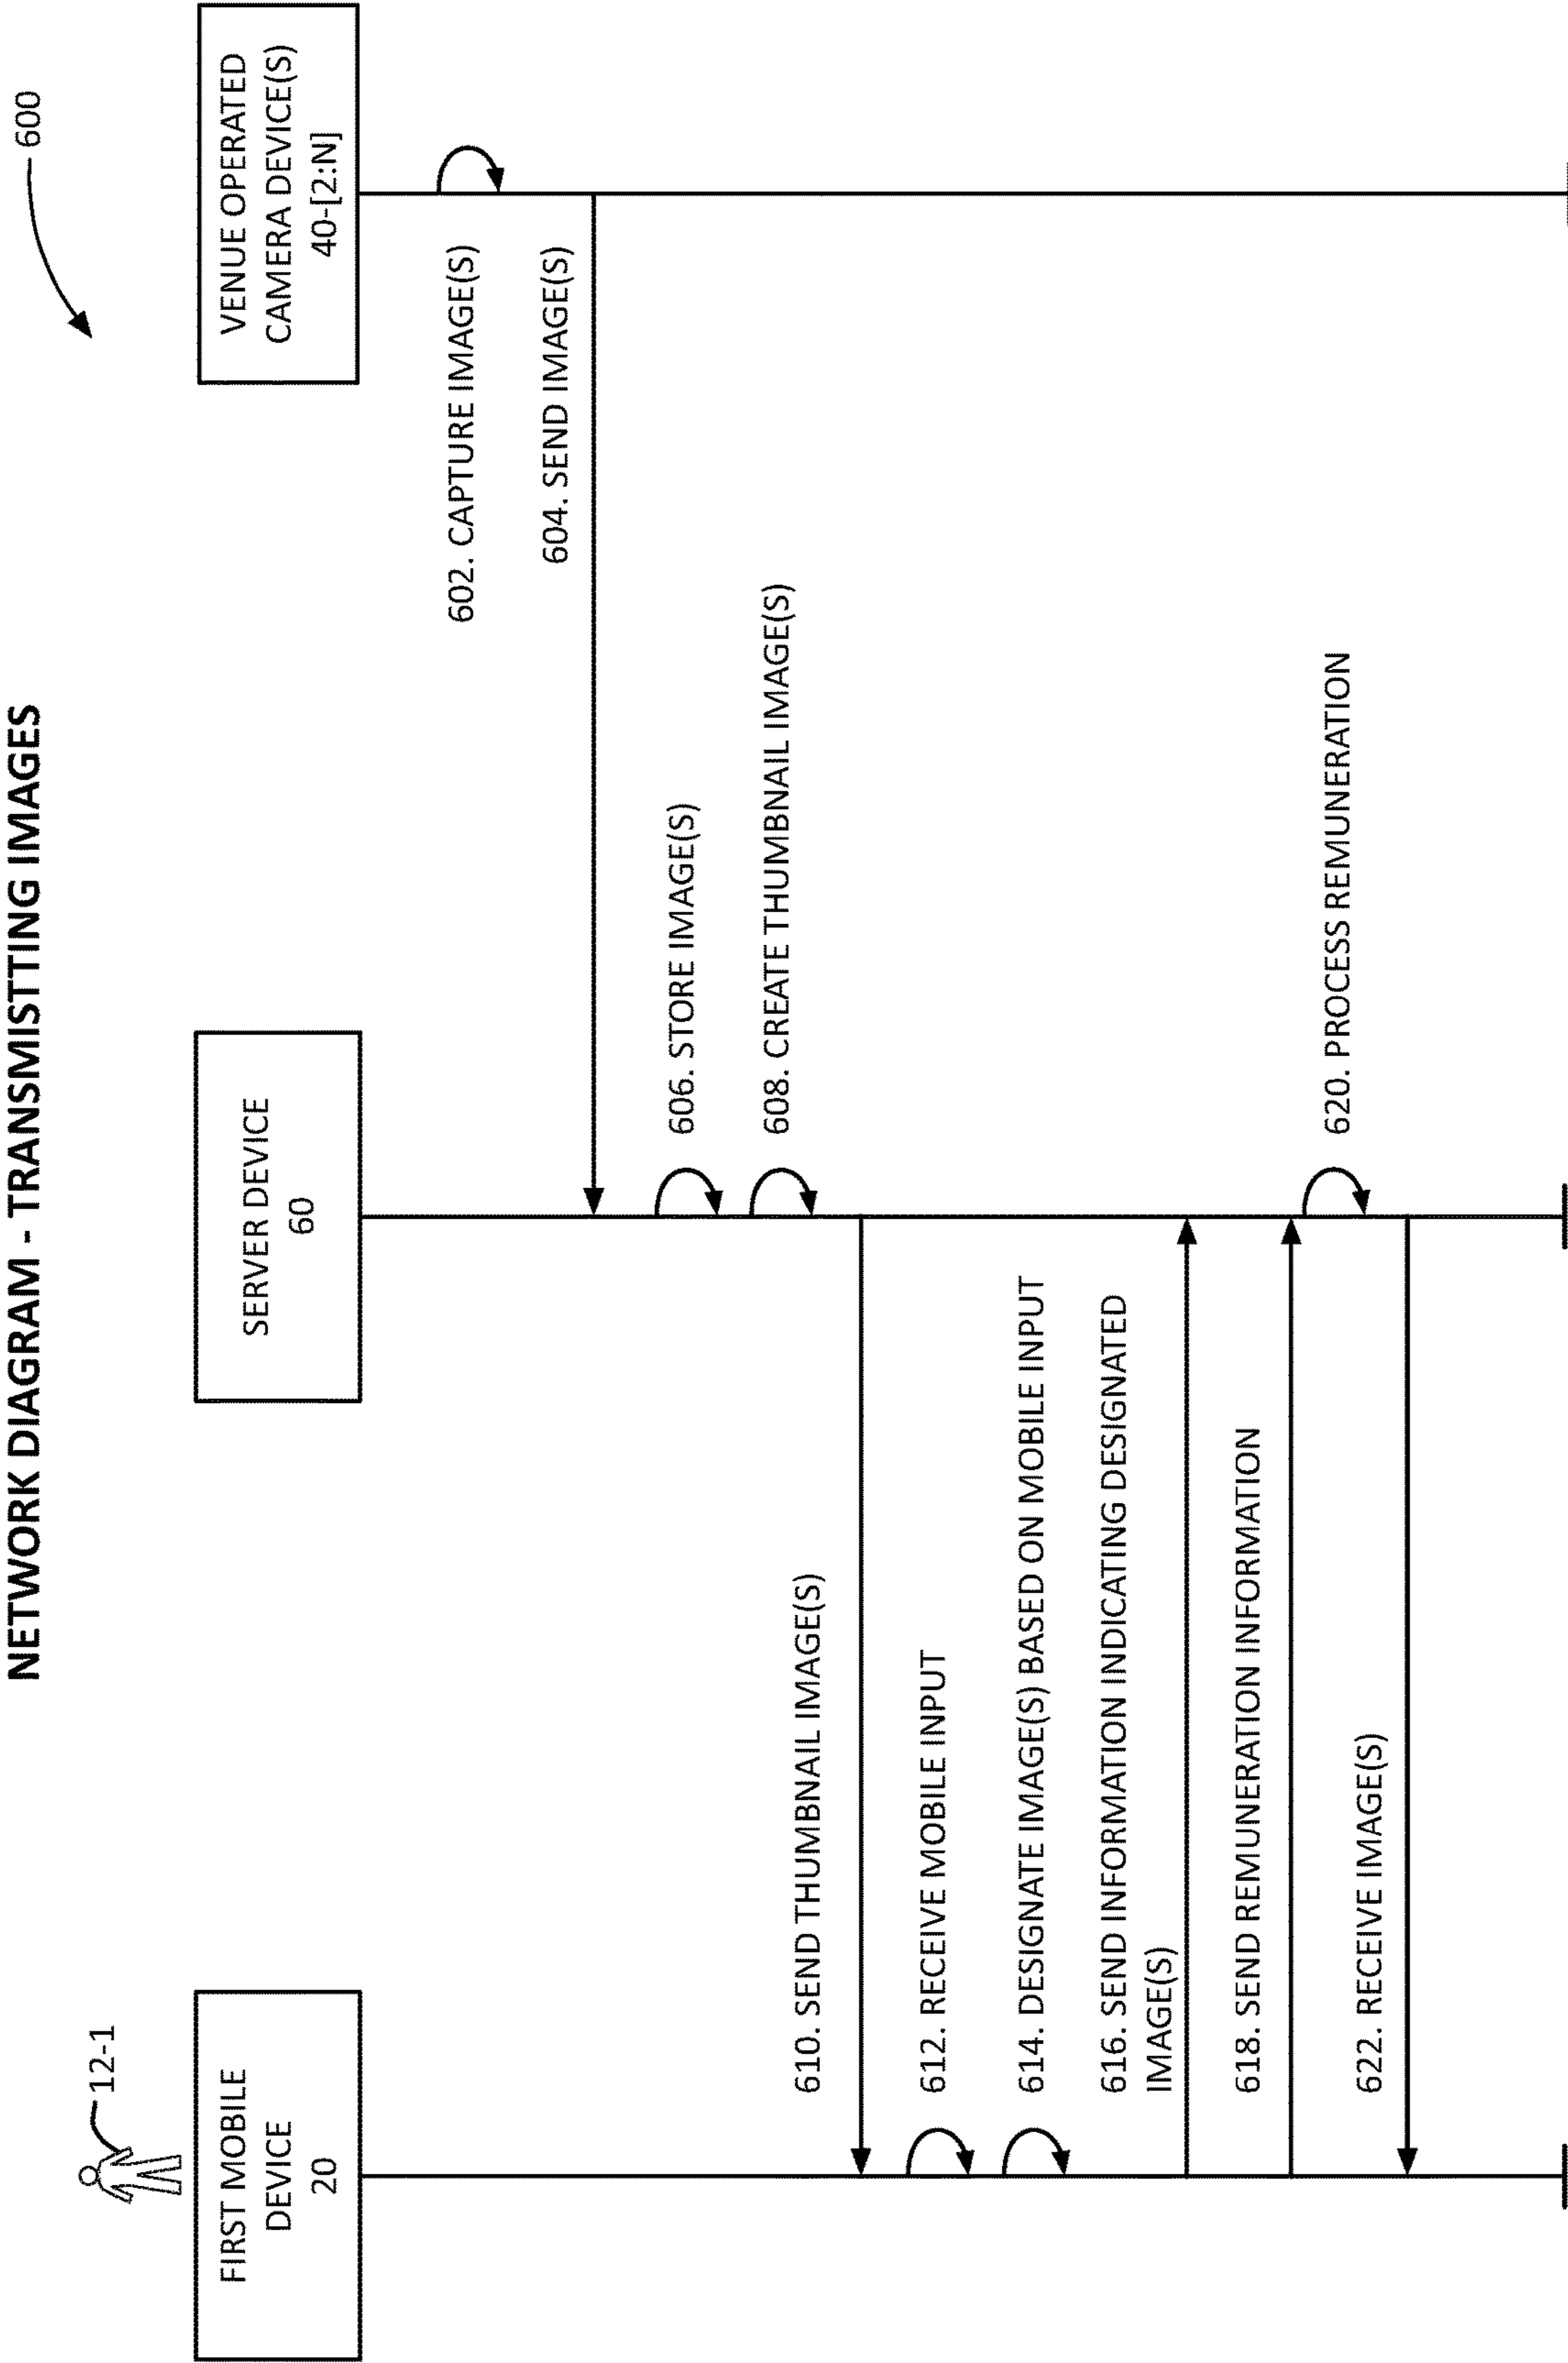 NETWORK DIAGRAM - TRANSMISTTING IMAGES
600
12-1
FIRST MOBILE
DEVICE
20
SERVER DEVICE
60
VENUE OPERATED
CAMERA DEVICE(S)
40-[2:N]
602. CAPTURE IMAGE(S)
604. SEND IMAGE(S)
606. STORE IMAGE(S)
608. CREATE THUMBNAIL IMAGE(S)
610. SEND THUMBNAIL IMAGE(S)
612. RECEIVE MOBILE INPUT
614. DESIGNATE IMAGE(S) BASED ON MOBILE INPUT
616. SEND INFORMATION INDICATING DESIGNATED
IMAGE(S)
618. SEND REMUNERATION INFORMATION
620. PROCESS REMUNERATION
622. RECEIVE IMAGE(S)